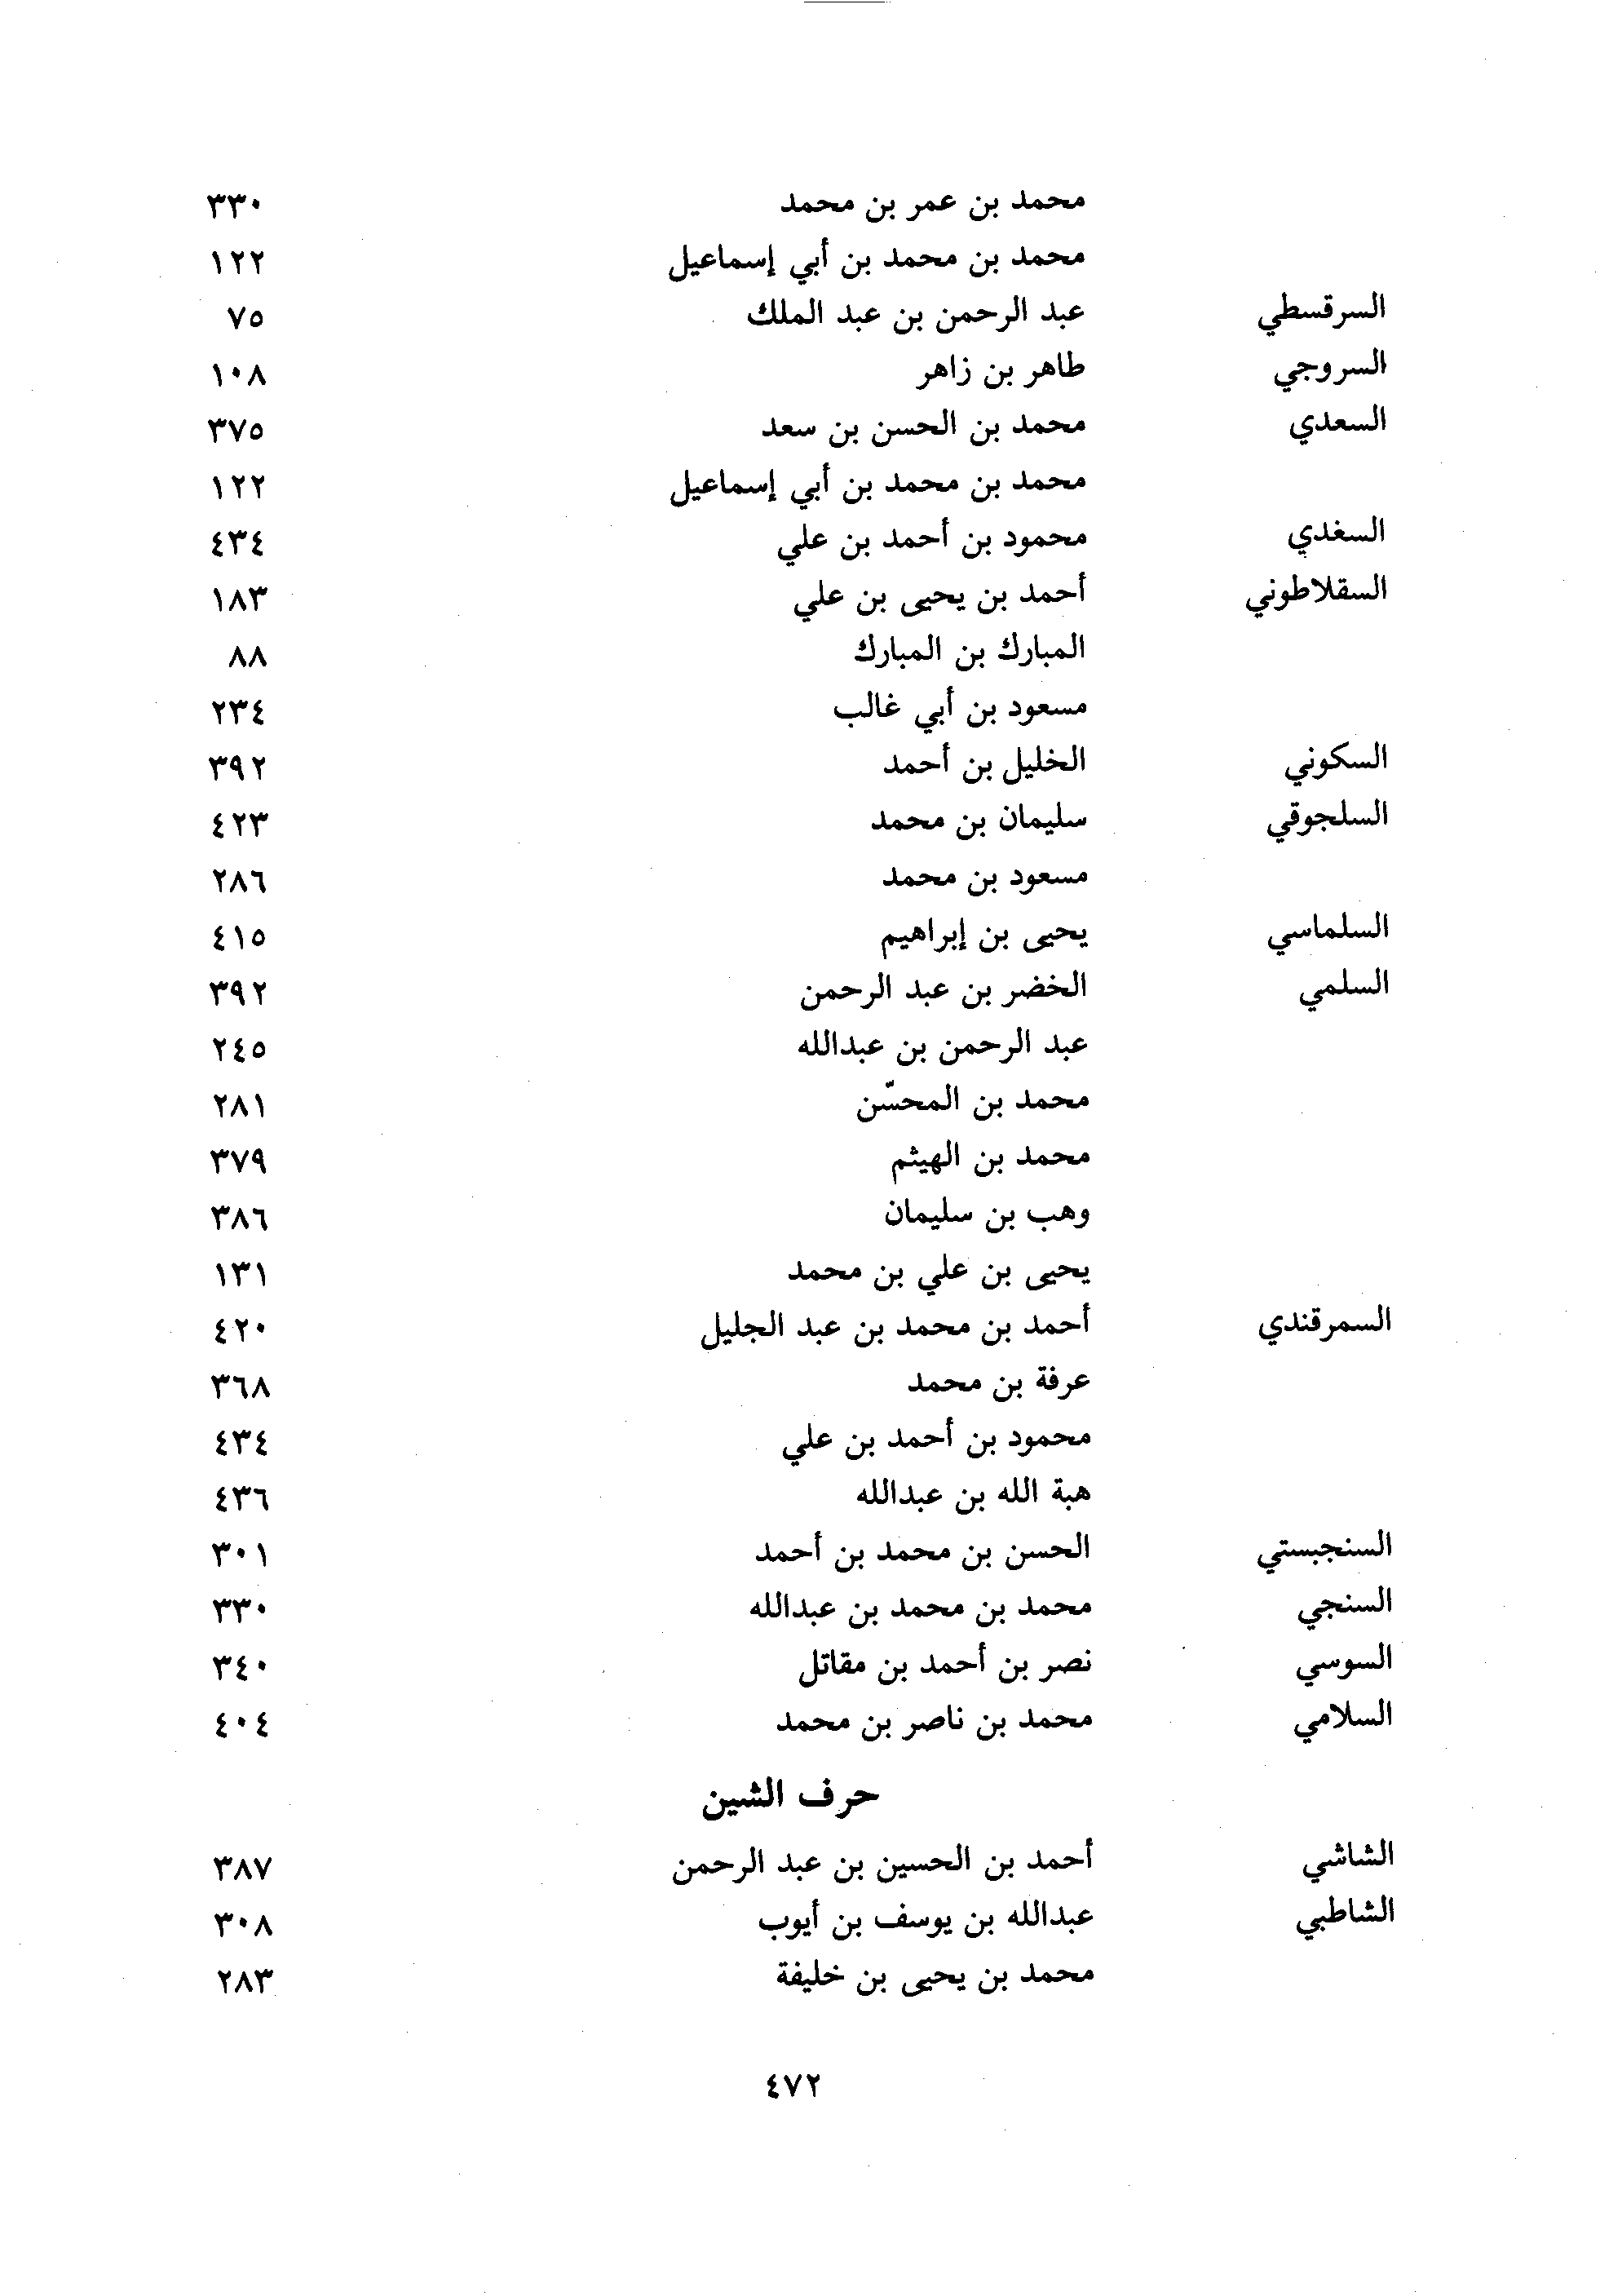 محمد بن عمر بن محمد ٣٣٠
محمد بن محمد بن أبي إسماعيل ١٢٢
السرقسطي عبد الرحمن بن عبد الملك ٧٥
السروجي طاهر بن زاهر ١٠٨
السعدي محمد بن الحسن بن سعد ٣٧٥
محمد بن محمد بن أبي إسماعيل ١٢٢
السغدي محمود بن أحمد بن علي ٤٣٤
السقلاطوني أحمد بن يحيى بن علي ١٨٣
المبارك بن المبارك ٨٨
مسعود بن أبي غالب ٢٣٤
السكوني الخليل بن أحمد ٣٩٢
السلجوقي سليمان بن محمد ٤٢٣
مسعود بن محمد ٢٨٦
السلماسي يحيى بن إبراهيم ٤١٥
السلمي الخضر بن عبد الرحمن ٣٩٢
عبد الرحمن بن عبدالله ٢٤٥
محمد بن المحسّن ٢٨١
محمد بن الهيثم ٣٧٩
وهب بن سليمان ٣٨٦
يحيى بن علي بن محمد ١٣١
السمرقندي أحمد بن محمد بن عبد الجليل ٤٢٠
عرفة بن محمد ٣٦٨
محمود بن أحمد بن علي ٤٣٤
هبة الله بن عبدالله ٤٣٦
السنجبستي الحسن بن محمد بن أحمد ٣٠١
السنجي محمد بن محمد بن عبدالله ٣٣٠
السوسي نصر بن أحمد بن مقاتل ٣٤٠
السلامي محمد بن ناصر بن محمد ٤٠٤
حرف الشين
الشاشي أحمد بن الحسين بن عبد الرحمن ٣٨٧
الشاطبي عبدالله بن يوسف بن أيوب ٣٠٨
محمد بن يحيى بن خليفة ٢٨٣
٤٧٢